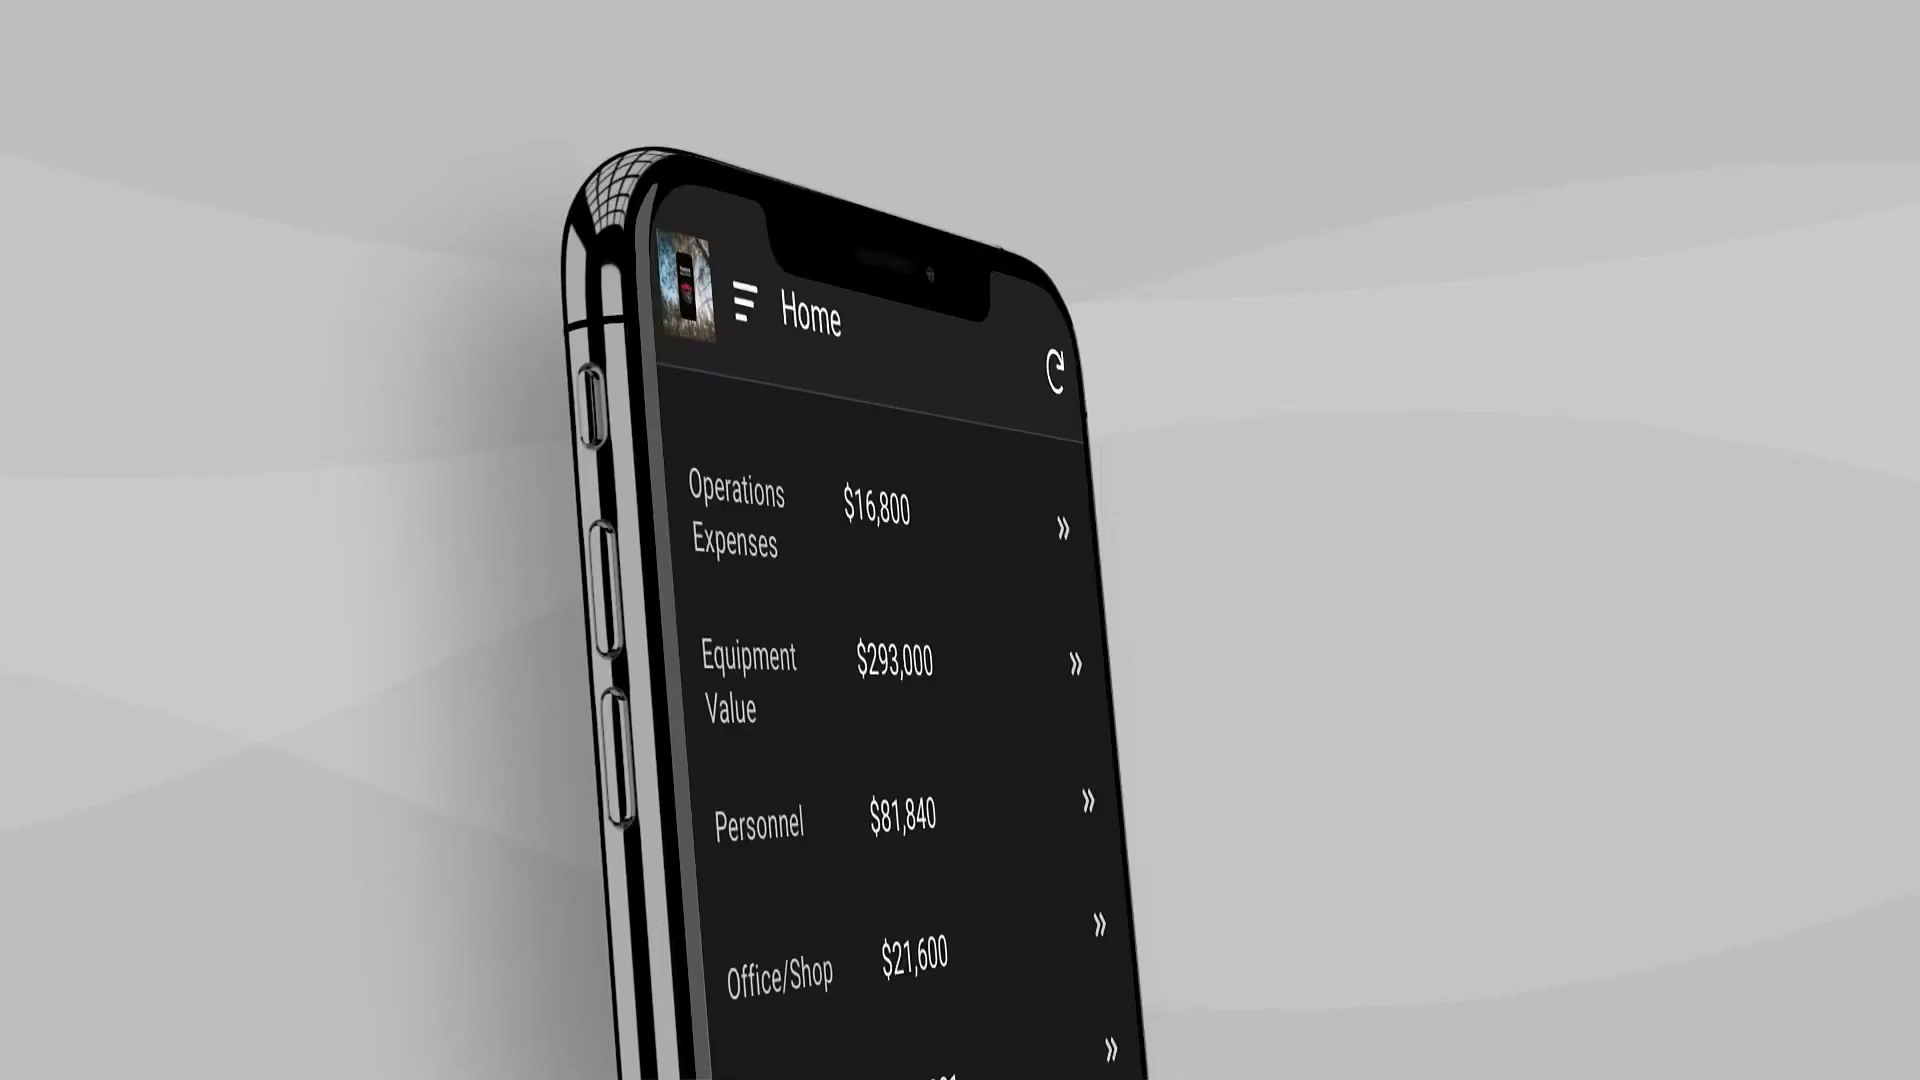 Home
Operations
Expenses
$16,800
Equipment
Value
$293,000
Personnel
$81,840
Office/Shop
$21,600